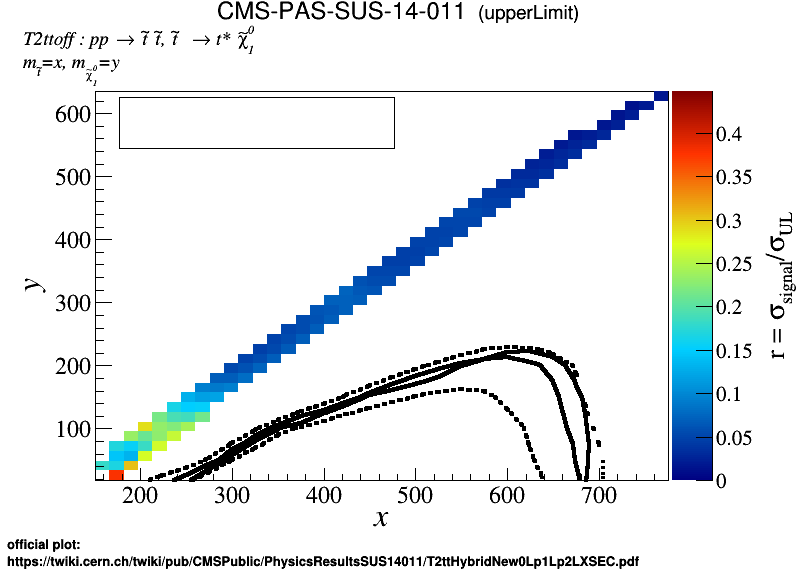 CMS-PAS-SUS-14-011 (upperLimit)
T2ttoff : pp → t̃ t̃, t̃ → t* χ̃₁⁰
m_t̃=x, m_χ̃₁⁰=y
600
500
400
300
200
100
y
200 300 400 500 600 700
x
0.4
0.35
0.3
0.25
0.2
0.15
0.1
0.05
0
r = σ_signal/σ_UL
official plot:
https://twiki.cern.ch/twiki/pub/CMSPublic/PhysicsResultsSUS14011/T2ttHybridNew0Lp1Lp2LXSEC.pdf